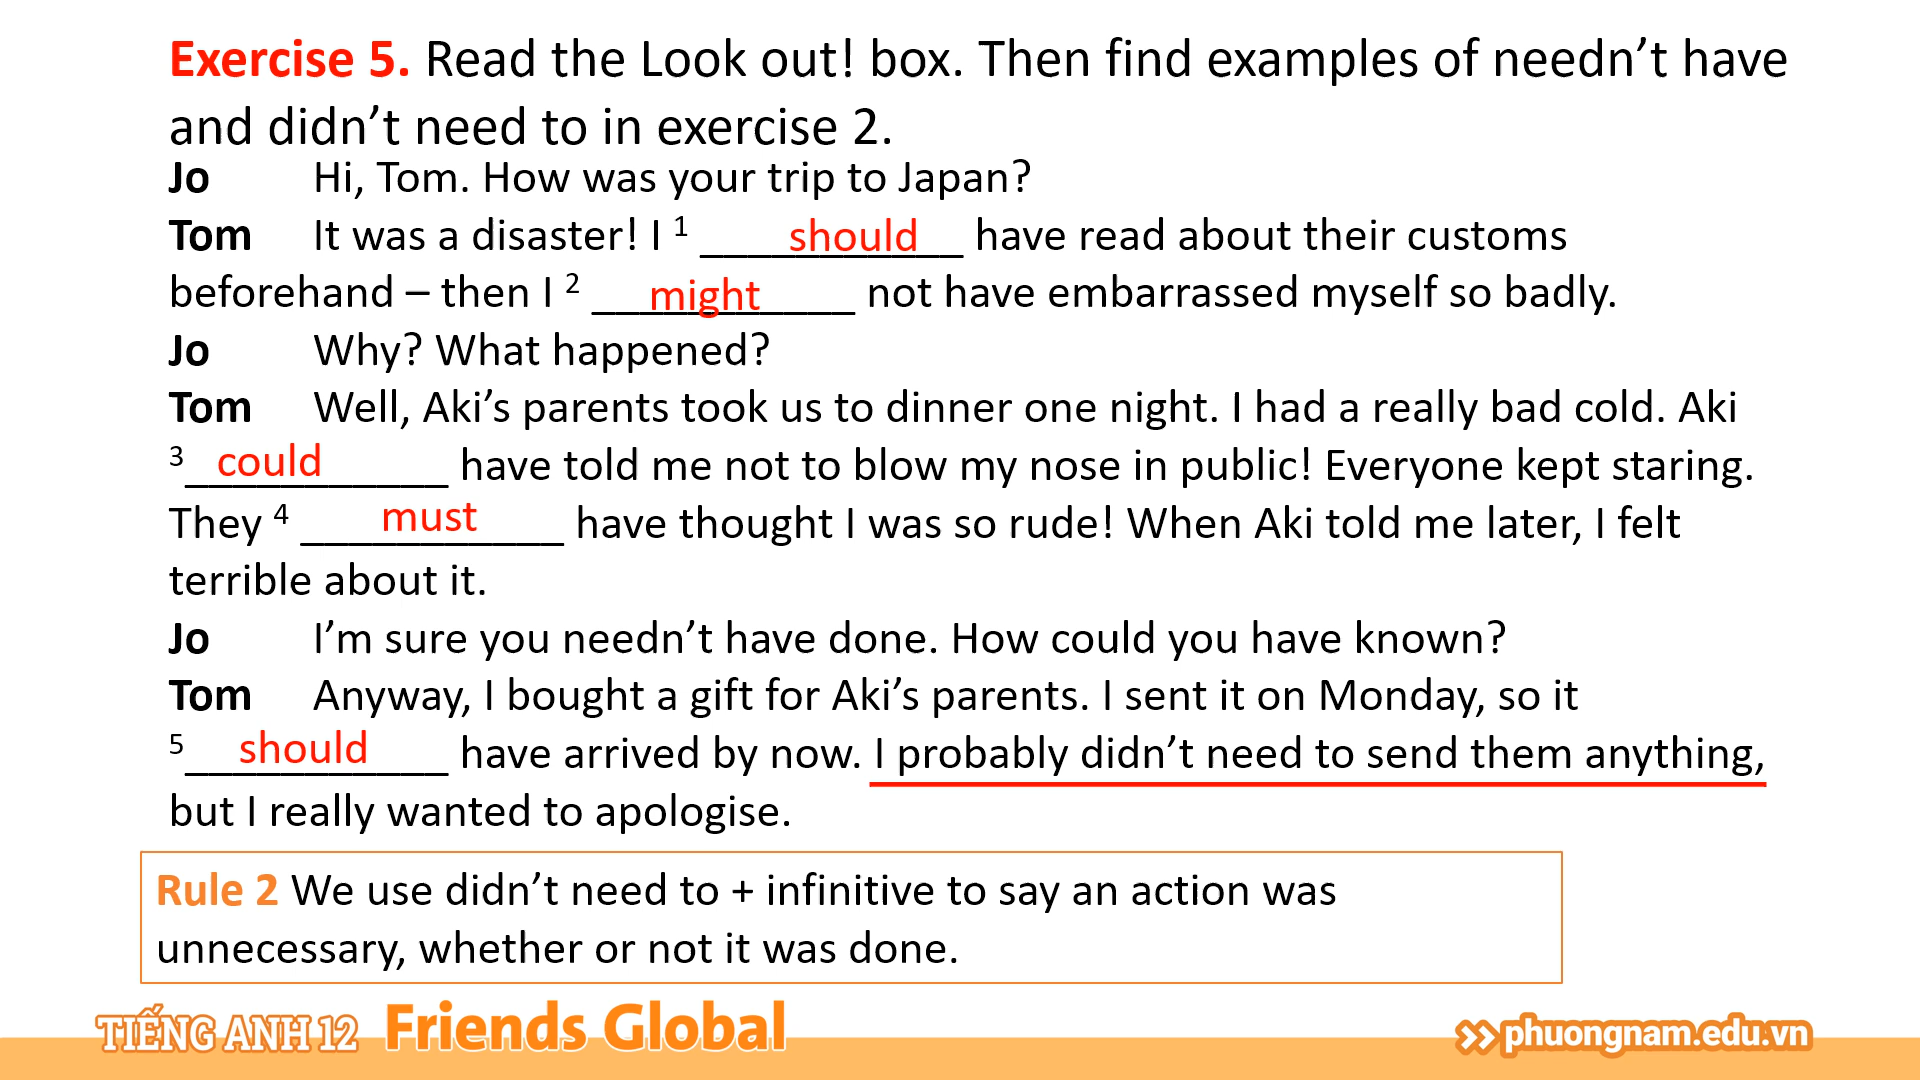 Exercise 5. Read the Look out! box. Then find examples of needn’t have
and didn’t need to in exercise 2.
Jo Hi, Tom. How was your trip to Japan?
Tom It was a disaster! I 1 ___________ should have read about their customs
beforehand – then I 2 ___________ might not have embarrassed myself so badly.
Jo Why? What happened?
Tom Well, Aki’s parents took us to dinner one night. I had a really bad cold. Aki
3 ___________ could have told me not to blow my nose in public! Everyone kept staring.
They 4 ___________ must have thought I was so rude! When Aki told me later, I felt
terrible about it.
Jo I’m sure you needn’t have done. How could you have known?
Tom Anyway, I bought a gift for Aki’s parents. I sent it on Monday, so it
5 ___________ should have arrived by now. I probably didn’t need to send them anything,
but I really wanted to apologise.
Rule 2 We use didn’t need to + infinitive to say an action was
unnecessary, whether or not it was done.
TIẾNG ANH 12 Friends Global
phuongnam.edu.vn